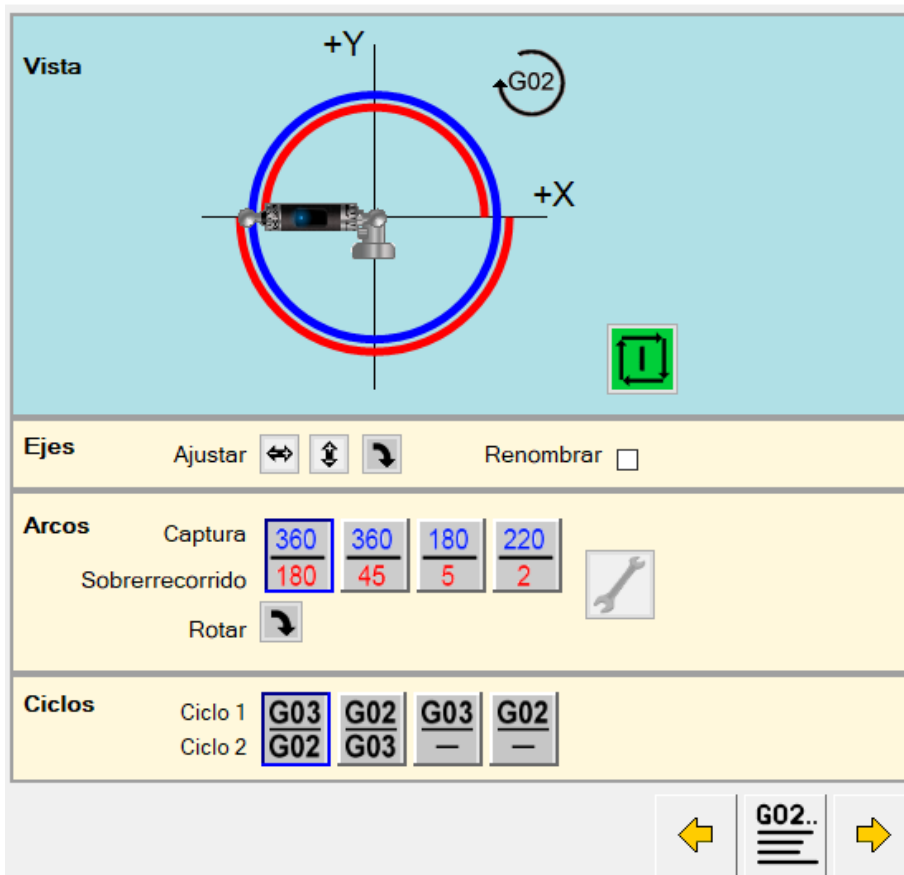 Vista
+Y
G02
+X
I
Ejes
Ajustar
Renombrar
Arcos
Captura
360 360 180 220
Sobrerrecorrido
180 45 5 2
Rotar
Ciclos
Ciclo 1
G03 G02 G03 G02
Ciclo 2
G02 G03 — —
G02..